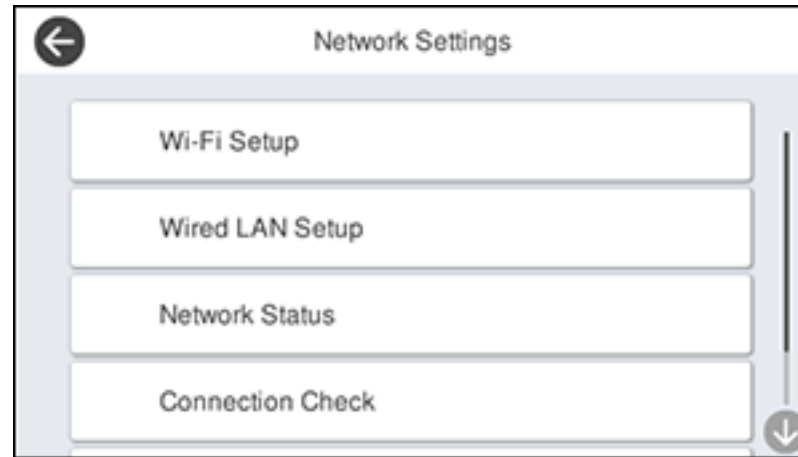 Network Settings
Wi-Fi Setup
Wired LAN Setup
Network Status
Connection Check